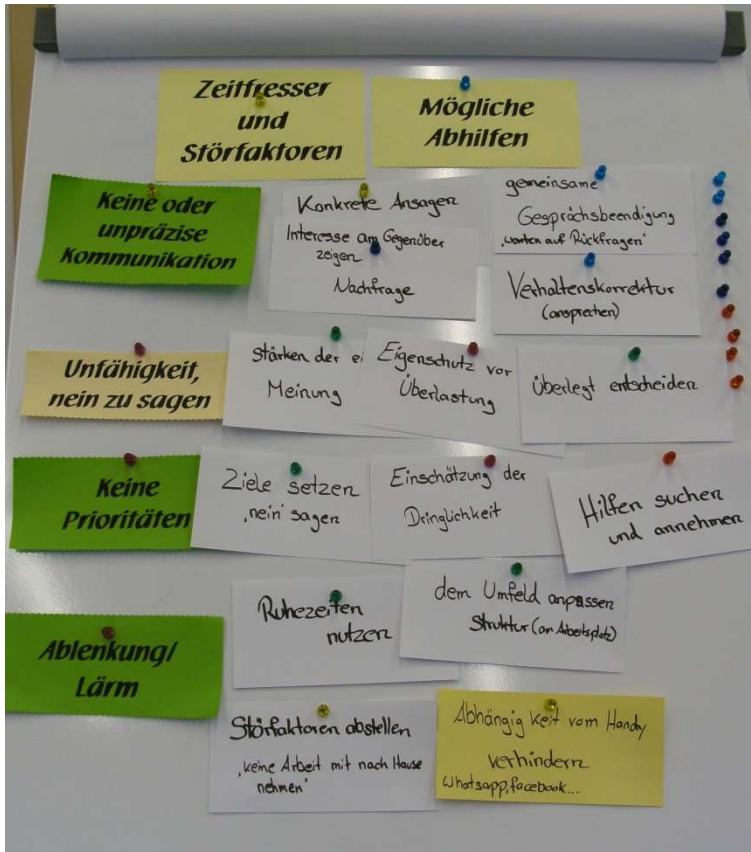 Zeitfresser
und
Störfaktoren
Mögliche
Abhilfen
Keine oder
unpräzise
Kommunikation
Konkrete Ansagen
Interesse am Gegenüber
zeigen
Nachfrage
gemeinsame
Gesprächsbeendigung
'warten auf Rückfragen'
Verhaltenskorrektur
(ansprechen)
Unfähigkeit,
nein zu sagen
Stärken der ei
Meinung
Eigenschutz vor
Überlastung
überlegt entscheiden
Keine
Prioritäten
Ziele setzen
'nein' sagen
Einschätzung der
Dringlichkeit
Hilfen suchen
und annehmen
Ablenkung/
Lärm
Ruhezeiten
nutzen
dem Umfeld anpassen
Struktur (am Arbeitsplatz)
Störfaktoren abstellen
'keine Arbeit mit nach Hause
nehmen'
Abhängigkeit vom Handy
verhindern
Whatsapp, facebook...